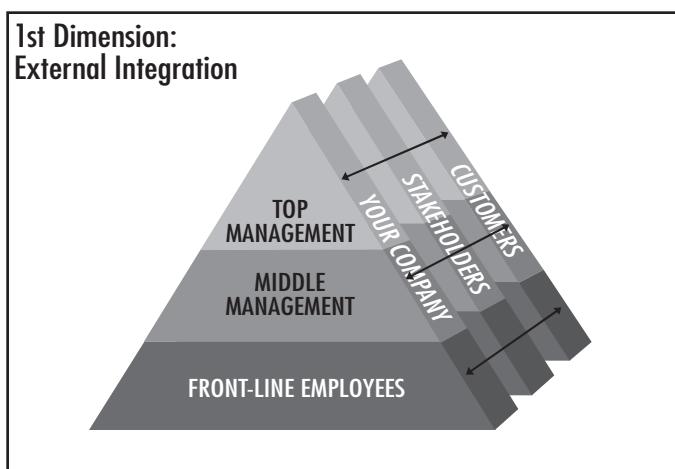 1st Dimension:
External Integration
TOP
MANAGEMENT
MIDDLE
MANAGEMENT
FRONT-LINE EMPLOYEES
YOUR COMPANY
STAKEHOLDERS
CUSTOMERS